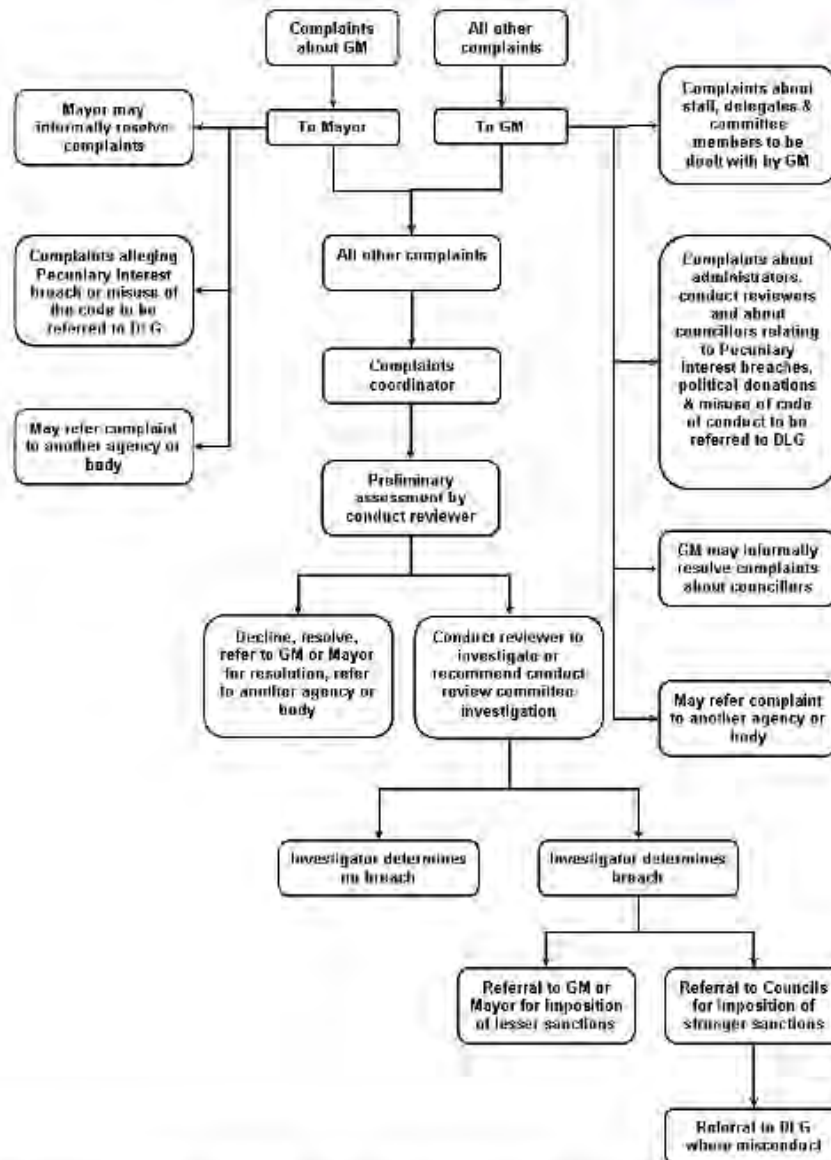 Complaints
about GM
All other
complaints
Mayor may
informally resolve
complaints
To Mayor
To GM
Complaints about
staff, delegates &
committee
members to be
dealt with by GM
Complaints alleging
Pecuniary Interest
breach or misuse of
the code to be
referred to DLG
All other complaints
Complaints about
administrators,
conduct reviewers
and about
councillors relating
to Pecuniary
Interest breaches,
political donations
& misuse of code
of conduct to be
referred to DLG
Complaints
coordinator
May refer complaint
to another agency or
body
Preliminary
assessment by
conduct reviewer
GM may informally
resolve complaints
about councillors
Decline, resolve,
refer to GM or Mayor
for resolution, refer
to another agency or
body
Conduct reviewer to
investigate or
recommend conduct
review committee
investigation
May refer complaint
to another agency or
body
Investigator determines
no breach
Investigator determines
breach
Referral to GM or
Mayor for Imposition
of lesser sanctions
Referral to Councils
for Imposition of
stronger sanctions
Referral to DLG
where misconduct